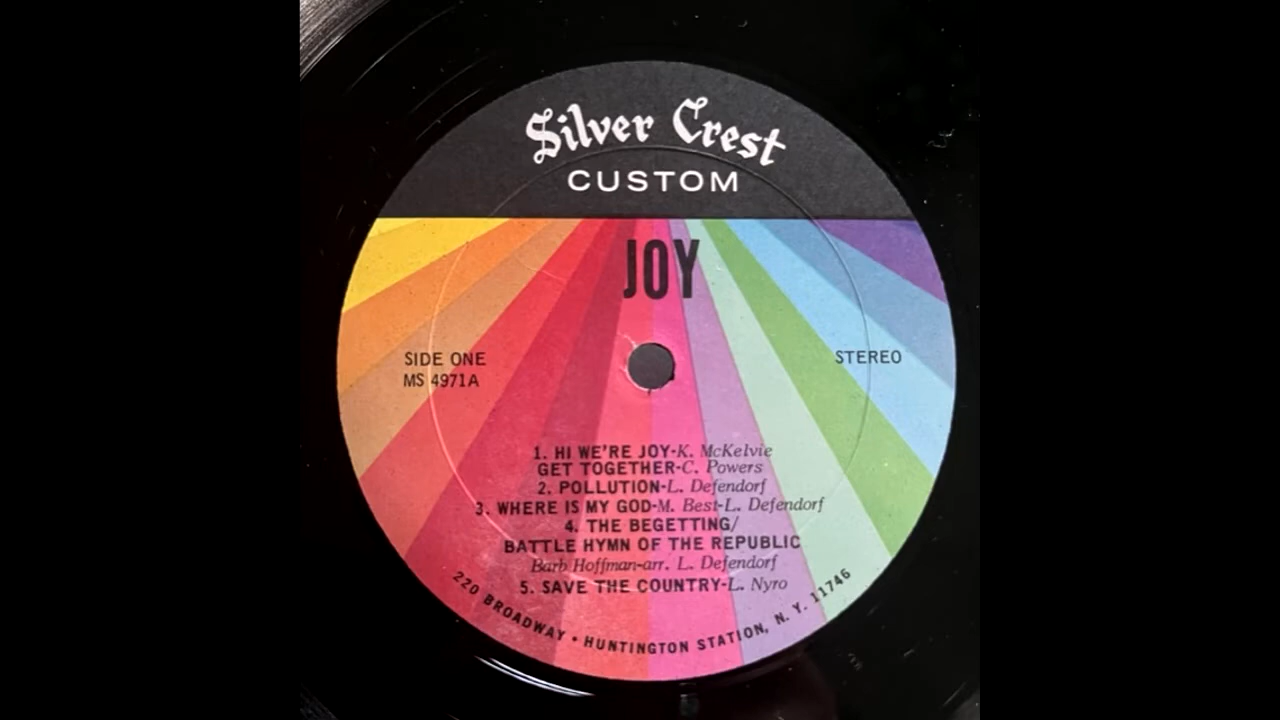 Silver Crest
CUSTOM
JOY
SIDE ONE
MS 4971A
STEREO
1. HI WE'RE JOY-K. McKelvie
GET TOGETHER-C. Powers
2. POLLUTION-L. Defendorf
3. WHERE IS MY GOD-M. Best-L. Defendorf
4. THE BEGETTING/
BATTLE HYMN OF THE REPUBLIC
Barb Hoffman-arr. L. Defendorf
5. SAVE THE COUNTRY-L. Nyro
220 BROADWAY • HUNTINGTON STATION, N. Y. 11746